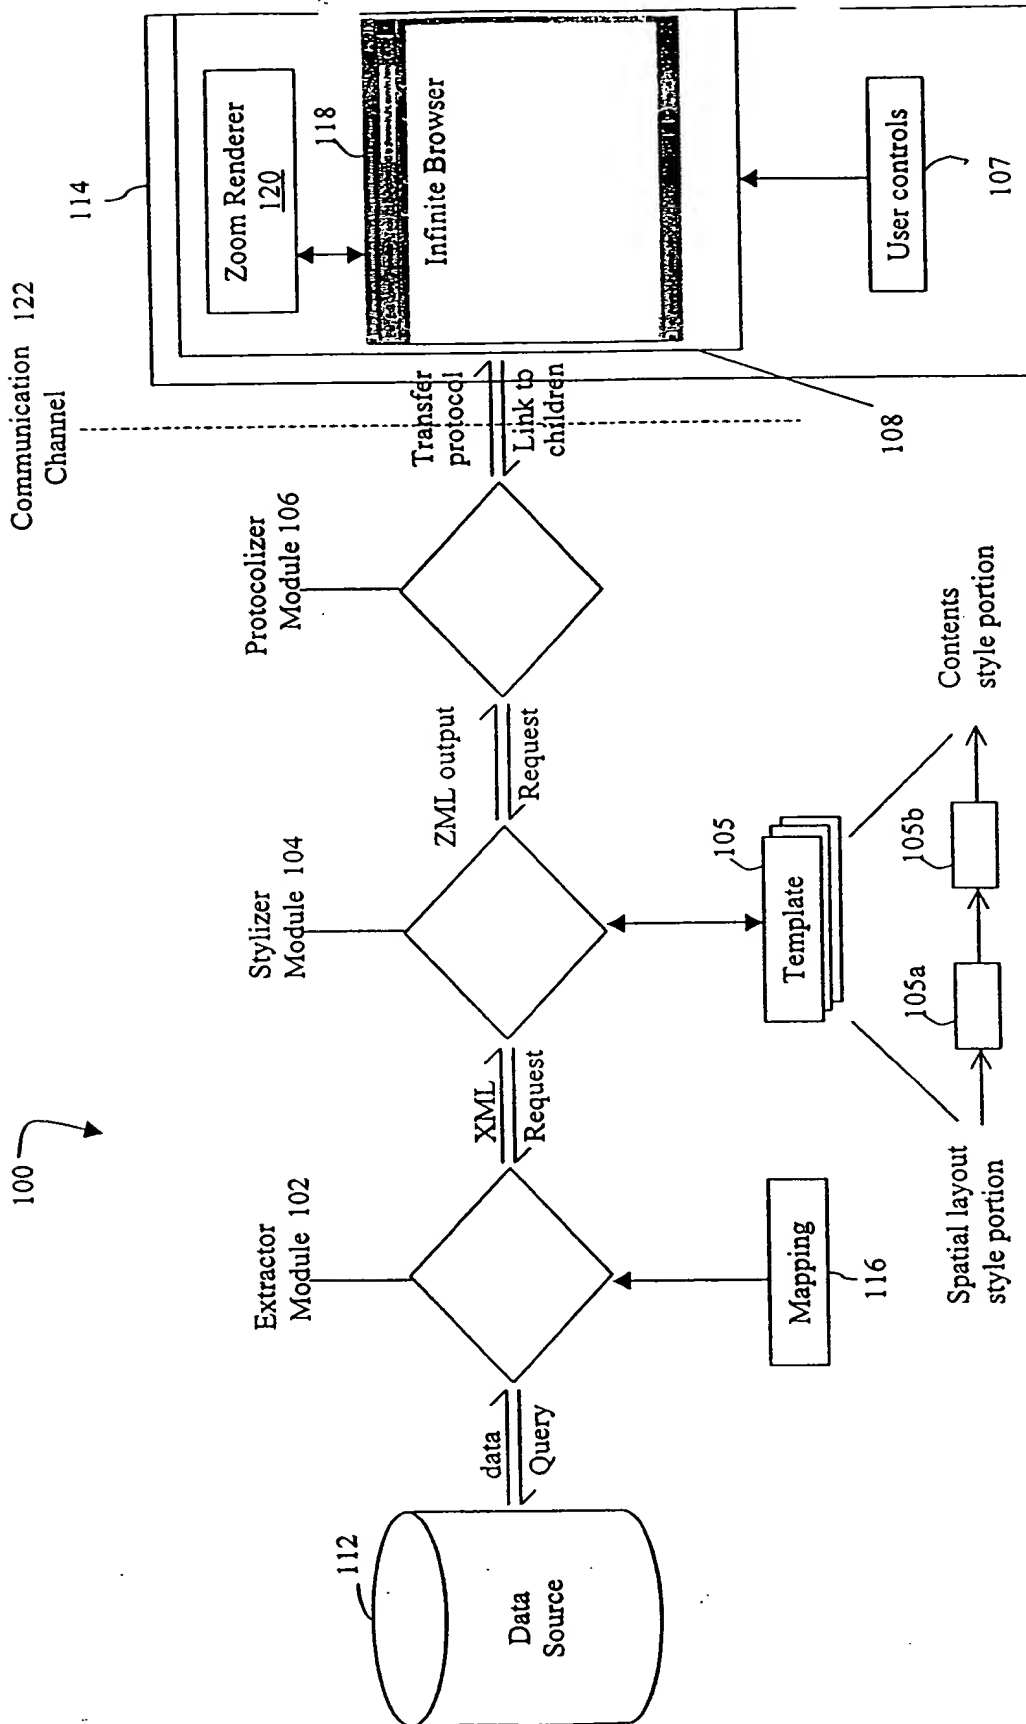 100
Communication 122
Channel
114
Zoom Renderer
120
118
Infinite Browser
User controls
107
108
Transfer
protocol
Link to
children
Protocolizer
Module 106
ZML output
Request
Stylizer
Module 104
XML
Request
Extractor
Module 102
data
Query
112
Data
Source
Mapping
116
105
Template
105a
105b
Spatial layout
style portion
Contents
style portion